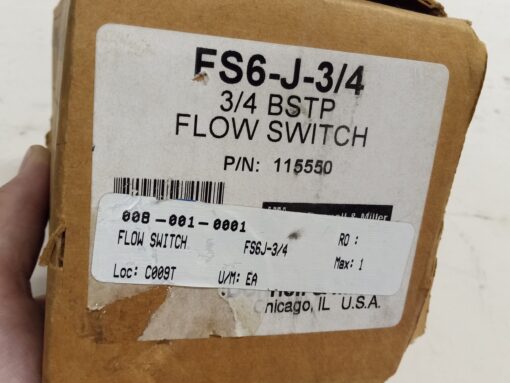 FS6-J-3/4
3/4 BSTP
FLOW SWITCH
P/N: 115550
& Miller
008-001-0001
FLOW SWITCH FS6J-3/4 RO :
Loc: C009T U/M: EA Max: 1
Chicago, IL U.S.A.